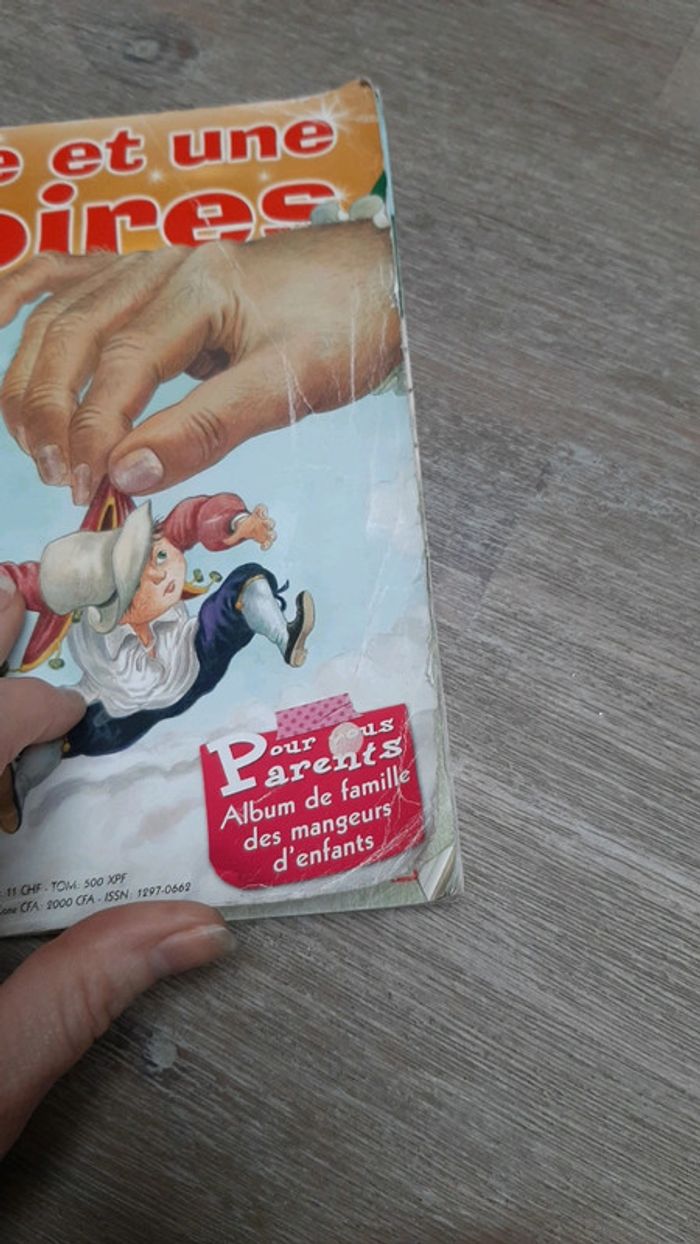 et une
Pour vous
Parents
Album de famille
des mangeurs
d'enfants
11 CHF - TOM : 500 XPF
CFA : 2000 CFA - ISSN : 1297-0662